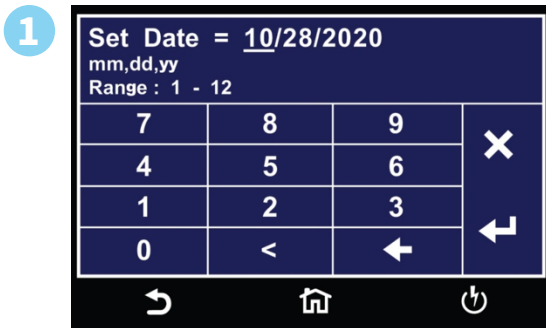 1
Set Date = 10/28/2020
mm,dd,yy
Range : 1 - 12
7 8 9
4 5 6
1 2 3
0 <